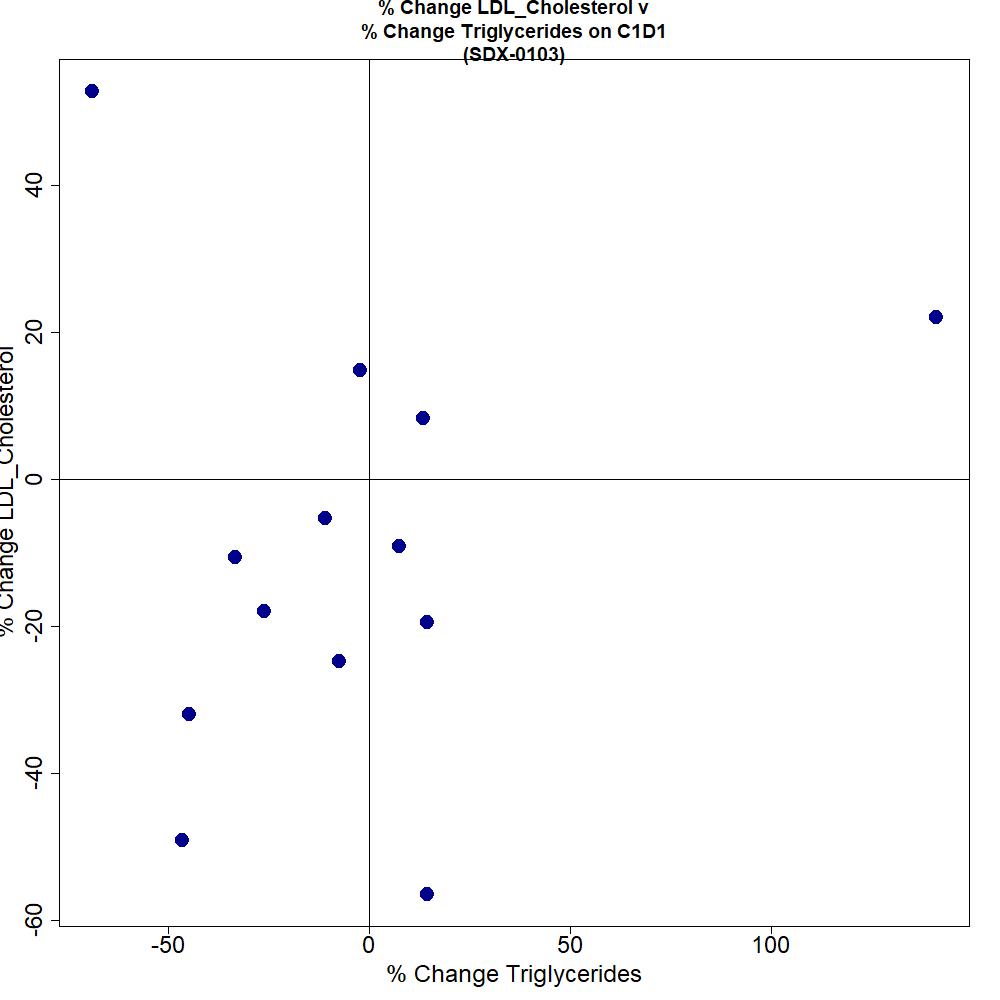 % Change LDL_Cholesterol v
% Change Triglycerides on C1D1
(SDX-0103)
% Change LDL_Cholesterol
40
20
0
-20
-40
-60
-50
0
50
100
% Change Triglycerides